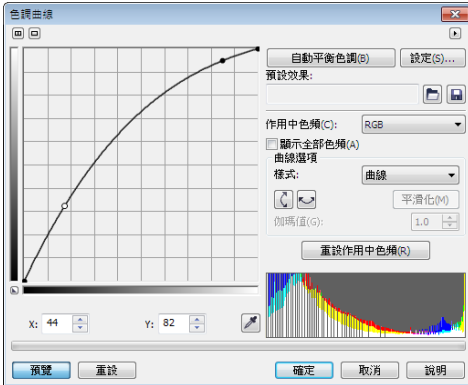 色調曲線
自動平衡色調(B) 設定(S)...
預設效果:
作用中色頻(C): RGB
顯示全部色頻(A)
曲線選項
樣式: 曲線
平滑化(M)
伽瑪值(G): 1.0
重設作用中色頻(R)
X: 44 Y: 82
預覽 重設 確定 取消 說明